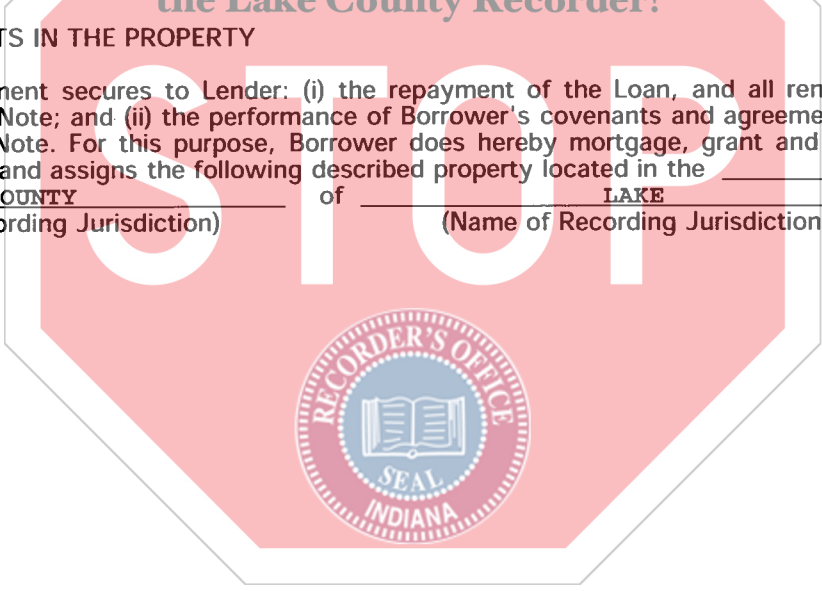 the Lake County Recorder!
TS IN THE PROPERTY
nent secures to Lender: (i) the repayment of the Loan, and all ren
Note; and (ii) the performance of Borrower's covenants and agreeme
Note. For this purpose, Borrower does hereby mortgage, grant and
and assigns the following described property located in the
OUNTY of LAKE
ording Jurisdiction) (Name of Recording Jurisdiction
STOP
RECORDER'S OFFICE
SEAL
INDIANA